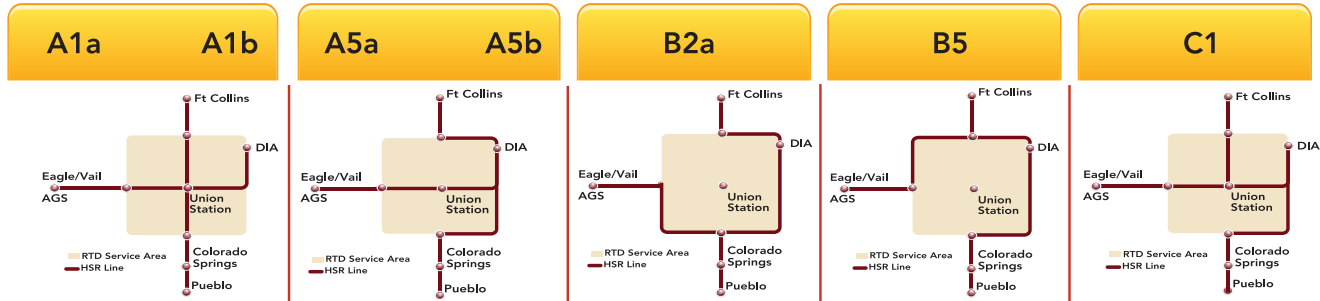 A1a A1b
Ft Collins
DIA
Eagle/Vail
AGS
Union
Station
Colorado
Springs
RTD Service Area
HSR Line
Pueblo
A5a A5b
Ft Collins
DIA
Eagle/Vail
AGS
Union
Station
Colorado
Springs
RTD Service Area
HSR Line
Pueblo
B2a
Ft Collins
DIA
Eagle/Vail
AGS
Union
Station
Colorado
Springs
RTD Service Area
HSR Line
Pueblo
B5
Ft Collins
DIA
Eagle/Vail
AGS
Union
Station
Colorado
Springs
RTD Service Area
HSR Line
Pueblo
C1
Ft Collins
DIA
Eagle/Vail
AGS
Union
Station
Colorado
Springs
RTD Service Area
HSR Line
Pueblo